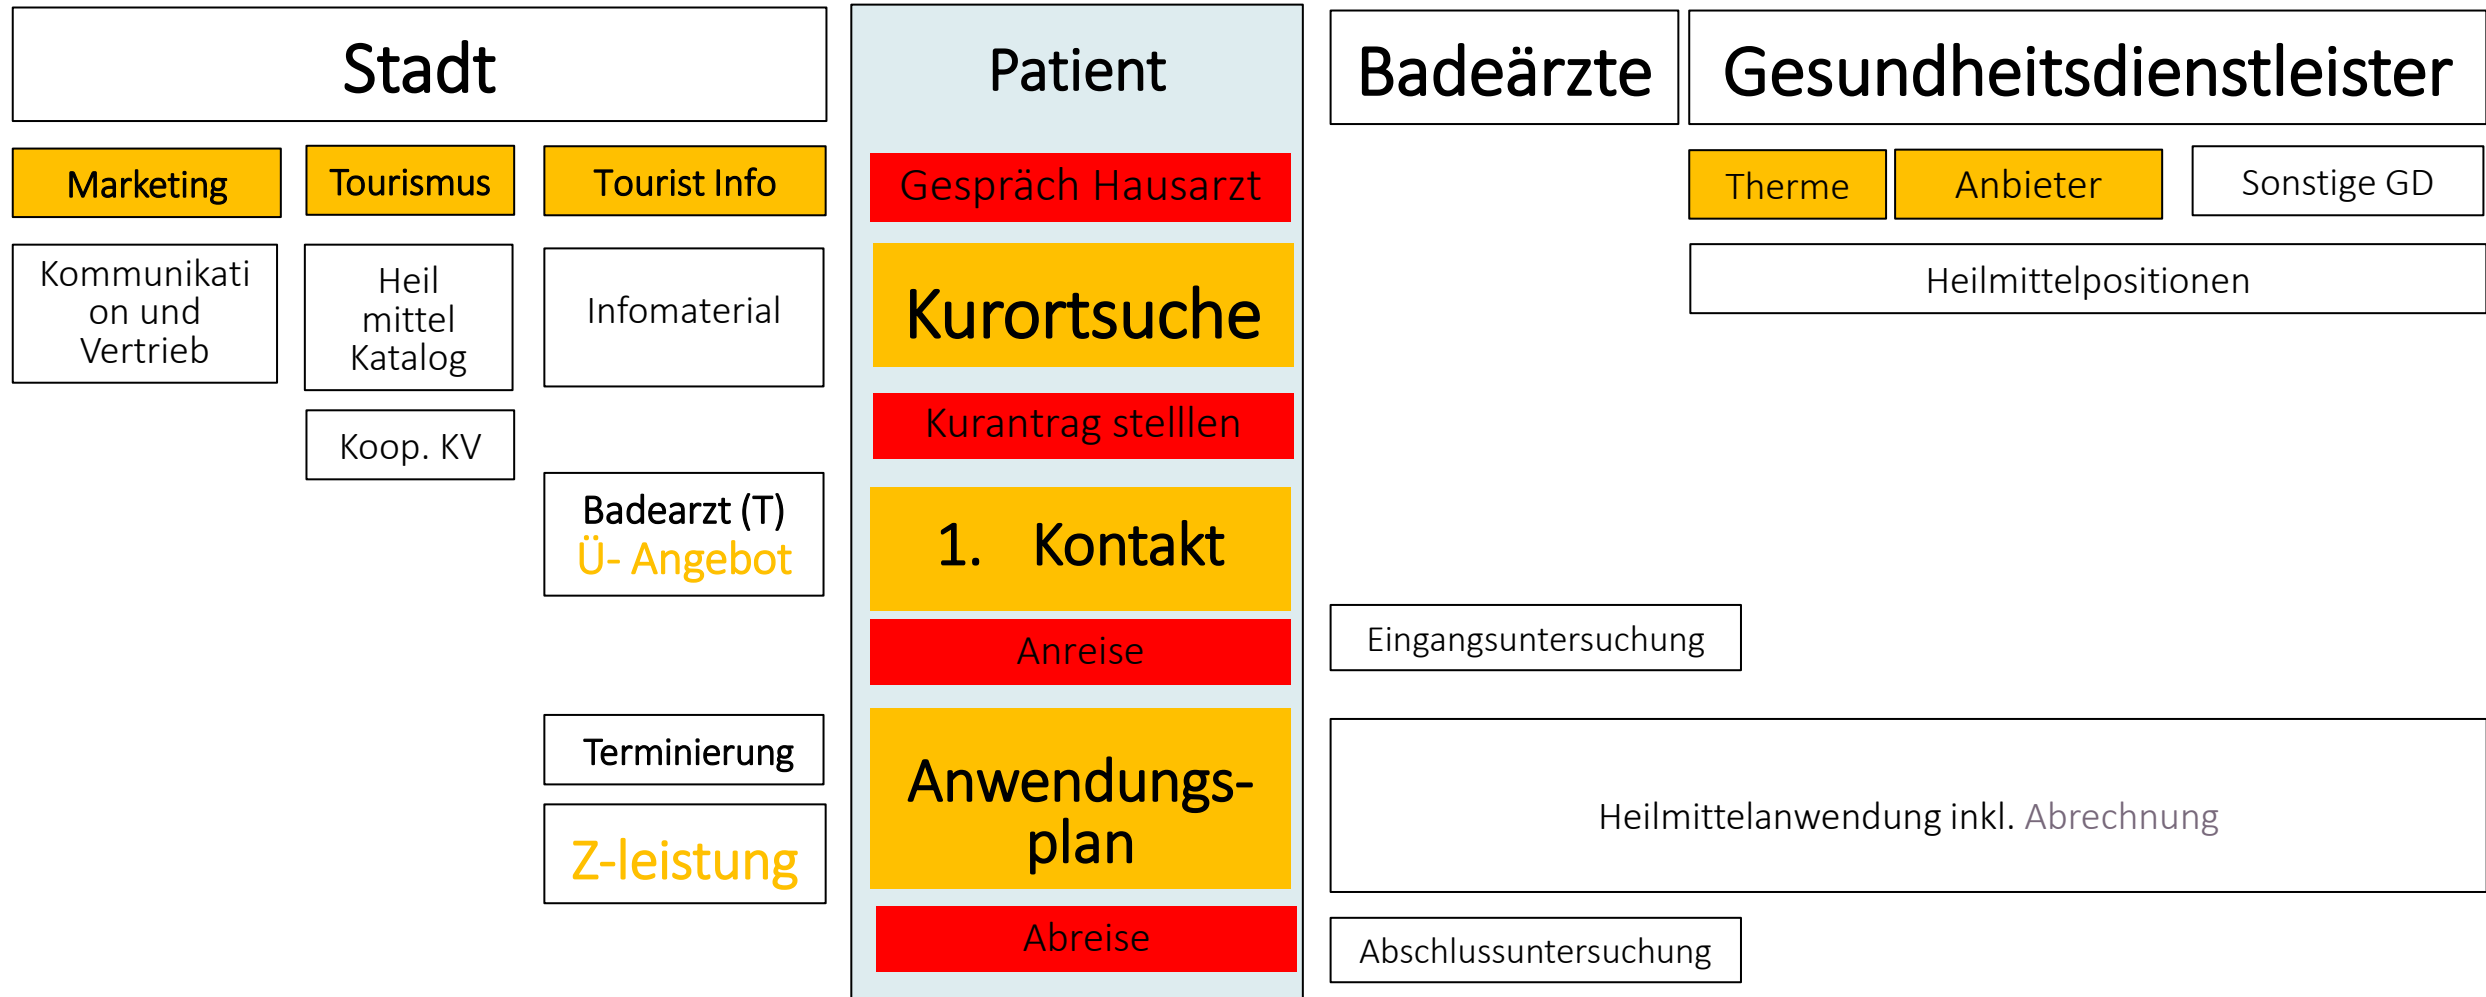 Stadt
Patient
Badeärzte
Gesundheitsdienstleister
Marketing
Tourismus
Tourist Info
Gespräch Hausarzt
Therme
Anbieter
Sonstige GD
Kommunikati
on und
Vertrieb
Heil
mittel
Katalog
Infomaterial
Kurortsuche
Heilmittelpositionen
Koop. KV
Kurantrag stelllen
Badearzt (T)
Ü- Angebot
1. Kontakt
Anreise
Eingangsuntersuchung
Terminierung
Z-leistung
Anwendungs-
plan
Heilmittelanwendung inkl. Abrechnung
Abreise
Abschlussuntersuchung